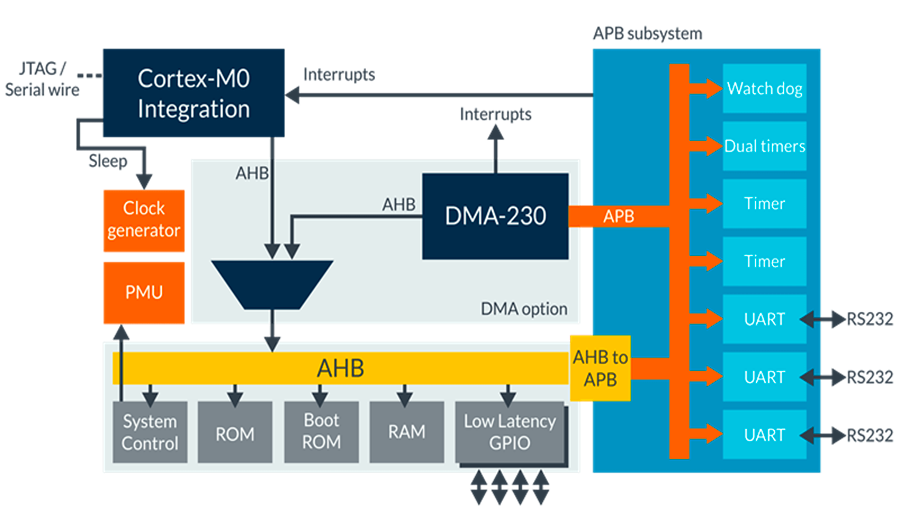 APB subsystem
JTAG /
Serial wire
Cortex-M0
Integration
Interrupts
Watch dog
Interrupts
Dual timers
Sleep
AHB
AHB
DMA-230
APB
Timer
Clock
generator
Timer
PMU
DMA option
UART
RS232
AHB
AHB to
APB
UART
RS232
System
Control
ROM
Boot
ROM
RAM
Low Latency
GPIO
UART
RS232